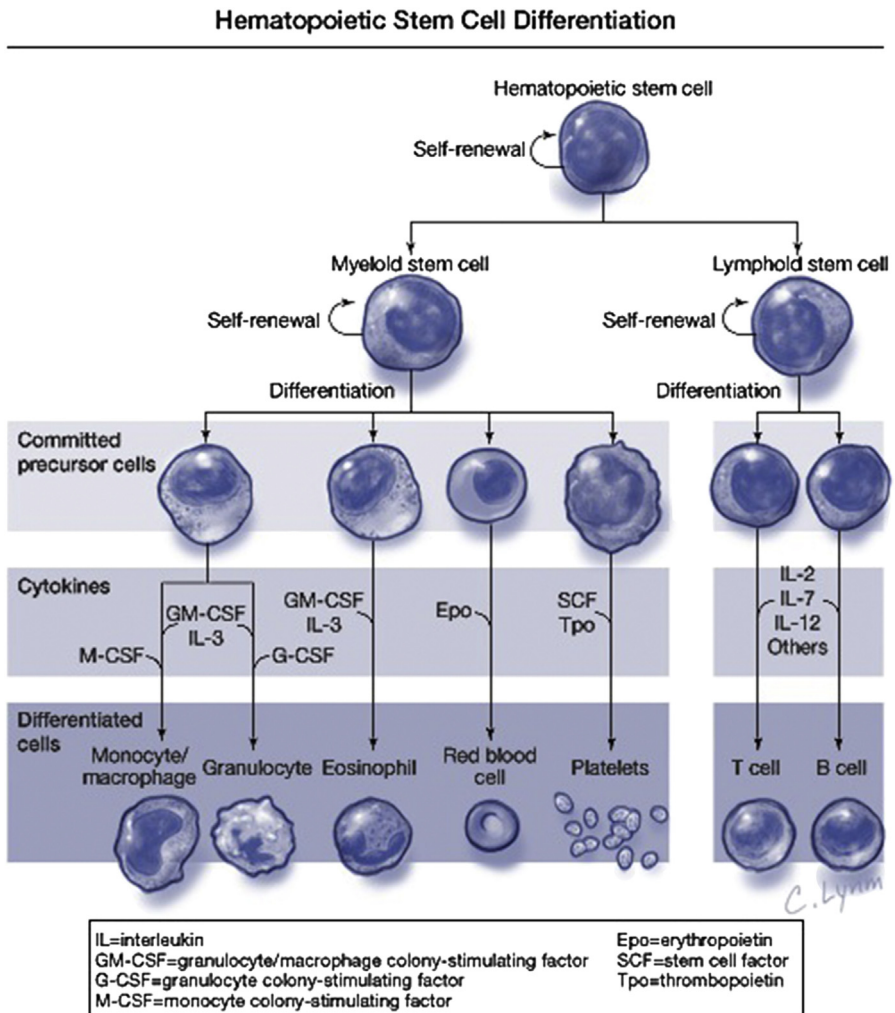 Hematopoietic Stem Cell Differentiation
Hematopoietic stem cell
Self-renewal
Myeloid stem cell
Lymphoid stem cell
Self-renewal
Self-renewal
Differentiation
Differentiation
Committed
precursor cells
Cytokines
GM-CSF
IL-3
M-CSF
G-CSF
GM-CSF
IL-3
Epo
SCF
Tpo
IL-2
IL-7
IL-12
Others
Differentiated
cells
Monocyte/
macrophage
Granulocyte
Eosinophil
Red blood
cell
Platelets
T cell
B cell
C. Lynm
IL=interleukin
GM-CSF=granulocyte/macrophage colony-stimulating factor
G-CSF=granulocyte colony-stimulating factor
M-CSF=monocyte colony-stimulating factor
Epo=erythropoietin
SCF=stem cell factor
Tpo=thrombopoietin